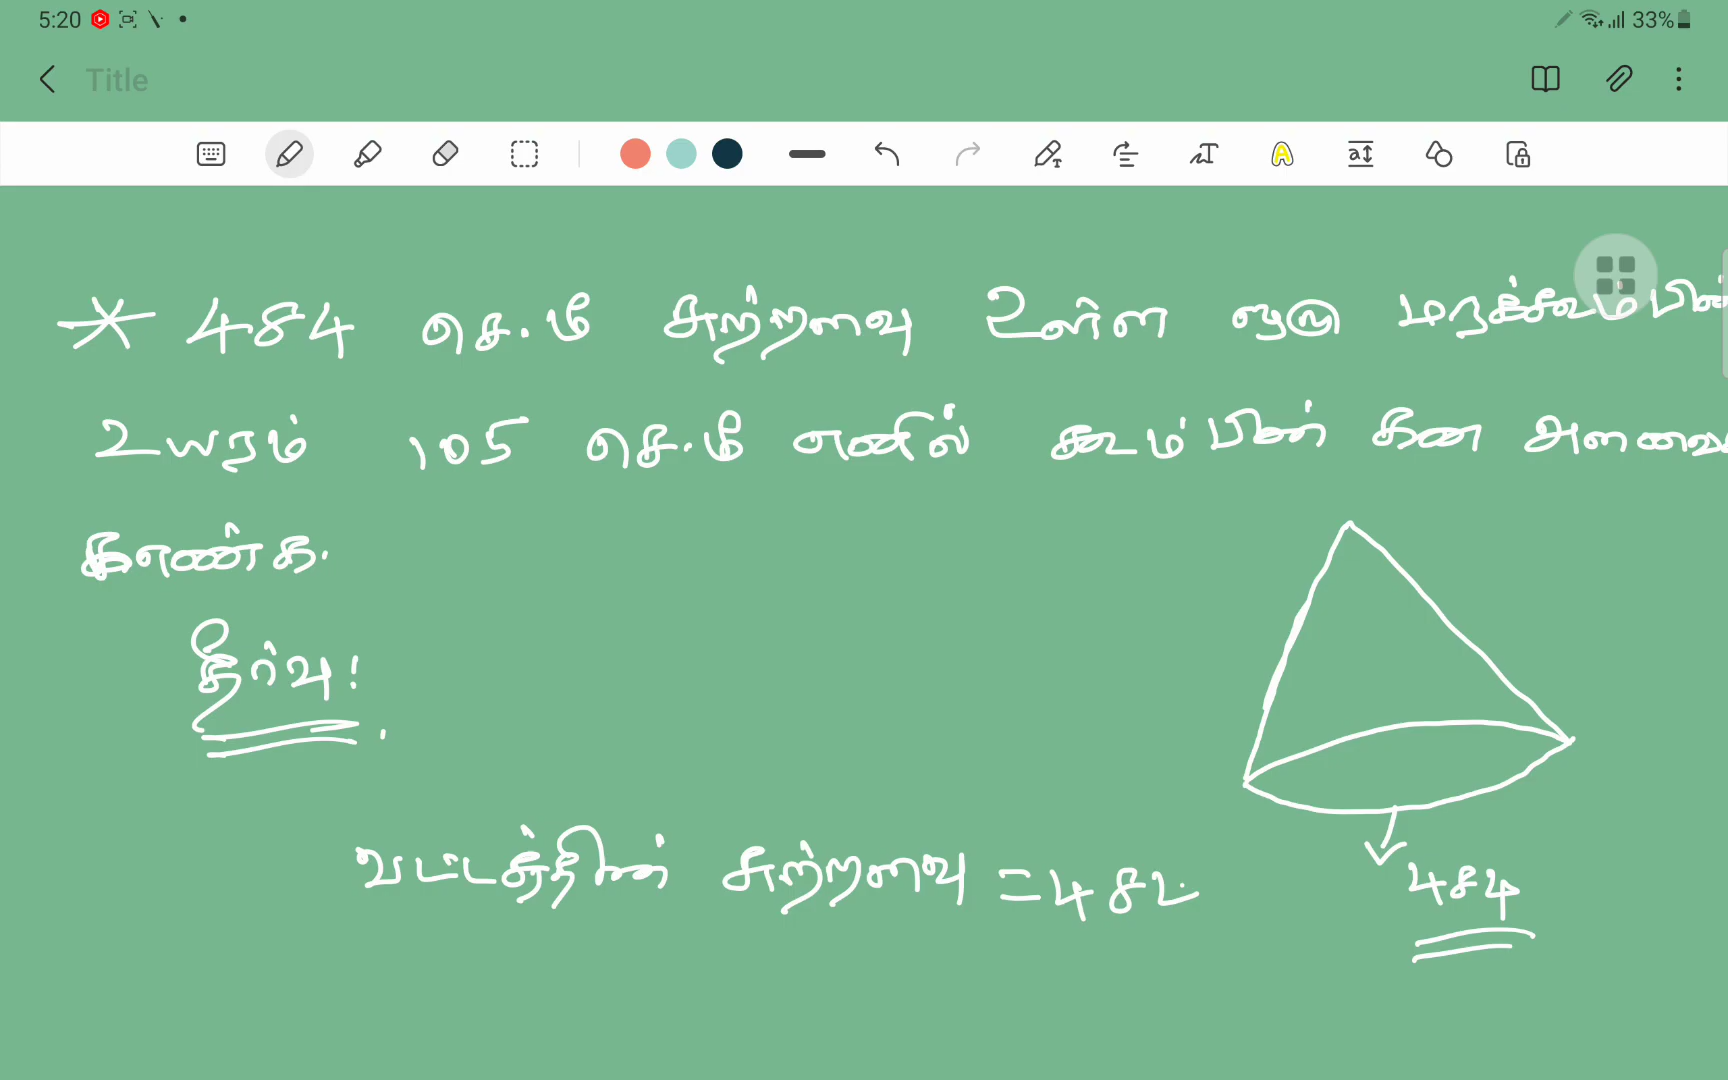 5:20
33%
Title
* 484 செ.மீ சுற்றளவு உள்ள ஒரு மரக்கூம்பின்
உயரம் 105 செ.மீ எனில் கூம்பின் கன அளவை
காண்க.
தீர்வு:
வட்டத்தின் சுற்றளவு = 484
484